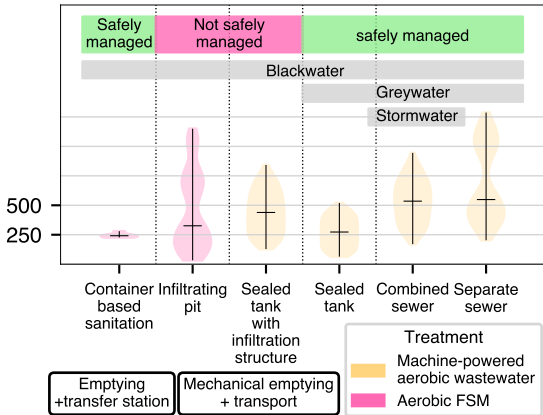 Safely
managed
Not safely
managed
safely managed
Blackwater
Greywater
Stormwater
500
250
Container
based
sanitation
Infiltrating
pit
Sealed
tank
with
infiltration
structure
Sealed
tank
Combined
sewer
Separate
sewer
Treatment
Machine-powered
aerobic wastewater
Aerobic FSM
Emptying
+transfer station
Mechanical emptying
+ transport